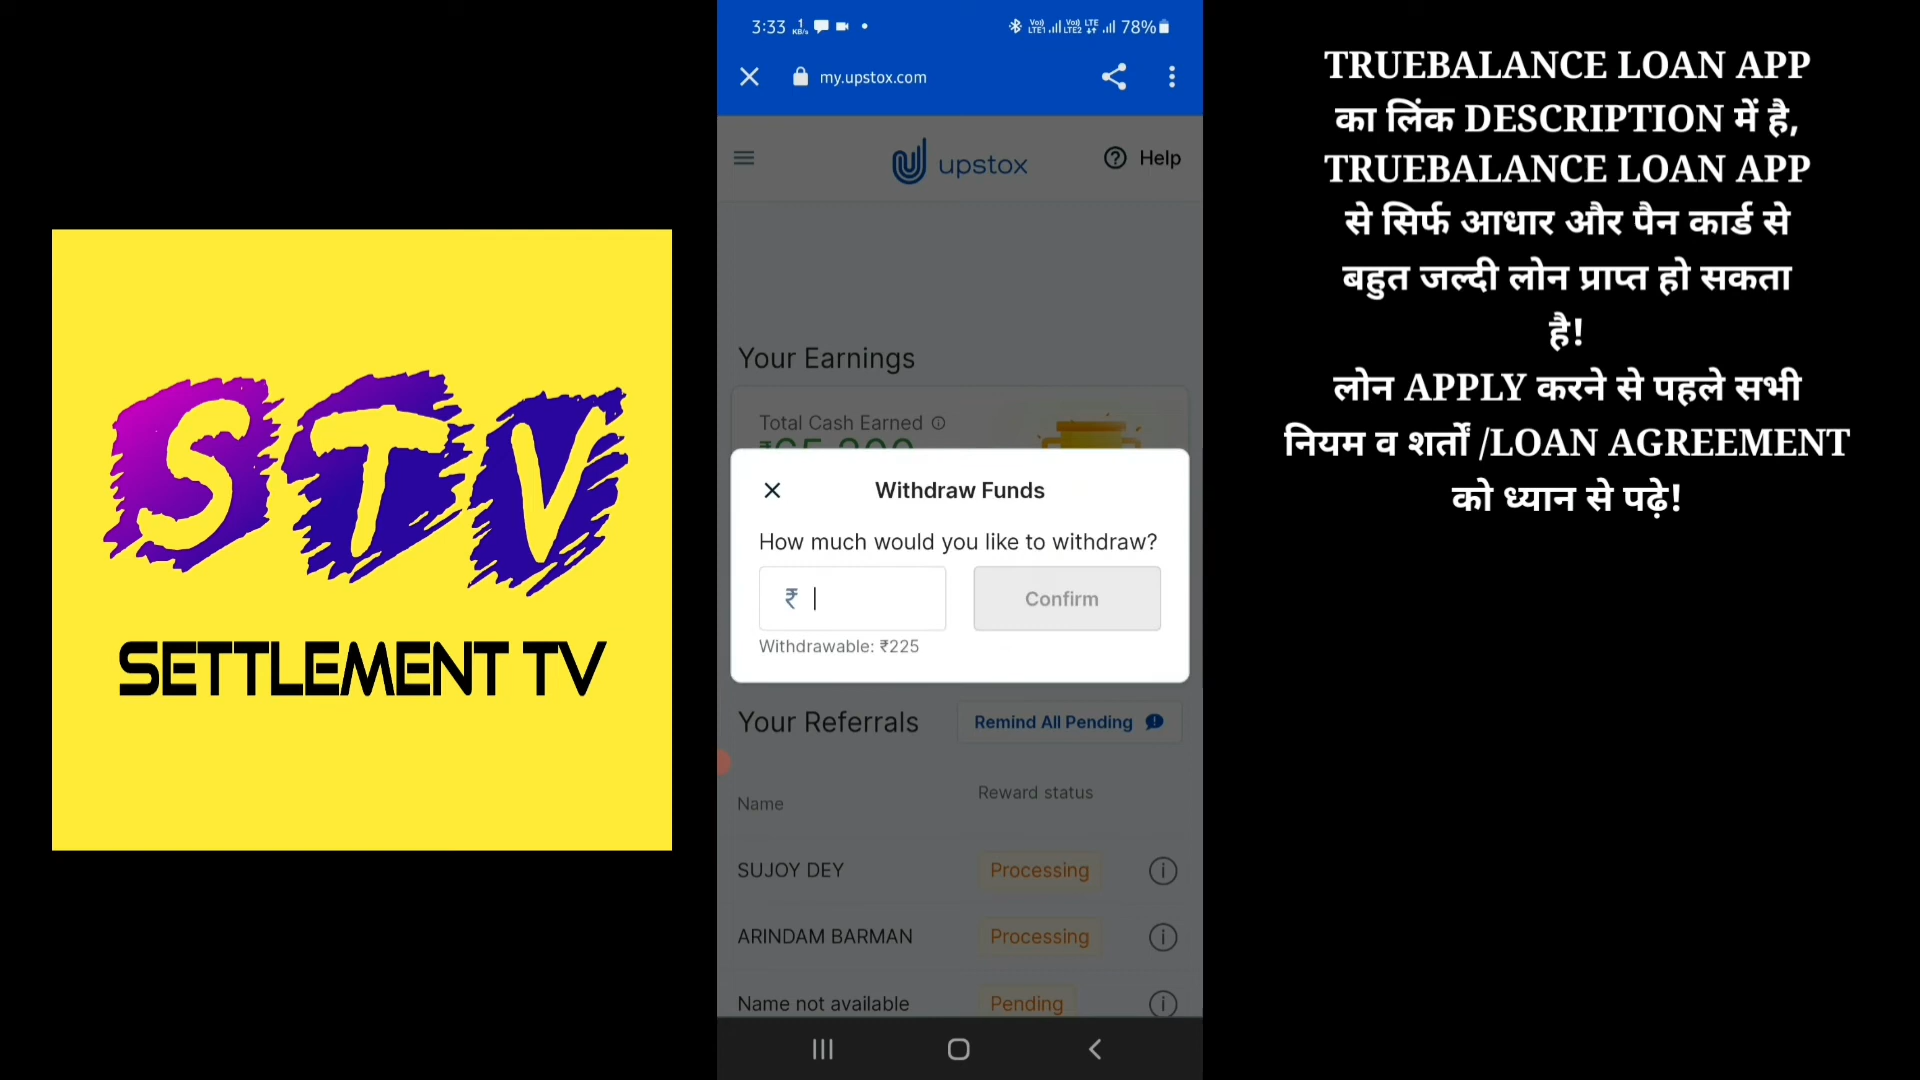 STV
SETTLEMENT TV
3:33 1 KB/s 78%
my.upstox.com
upstox
Help
Your Earnings
Total Cash Earned
Withdraw Funds
How much would you like to withdraw?
₹
Confirm
Withdrawable: ₹225
Your Referrals
Remind All Pending
Name
Reward status
SUJOY DEY
Processing
ARINDAM BARMAN
Processing
Name not available
Pending
TRUEBALANCE LOAN APP
का लिंक DESCRIPTION में है,
TRUEBALANCE LOAN APP
से सिर्फ आधार और पैन कार्ड से
बहुत जल्दी लोन प्राप्त हो सकता
है!
लोन APPLY करने से पहले सभी
नियम व शर्तों /LOAN AGREEMENT
को ध्यान से पढ़े!